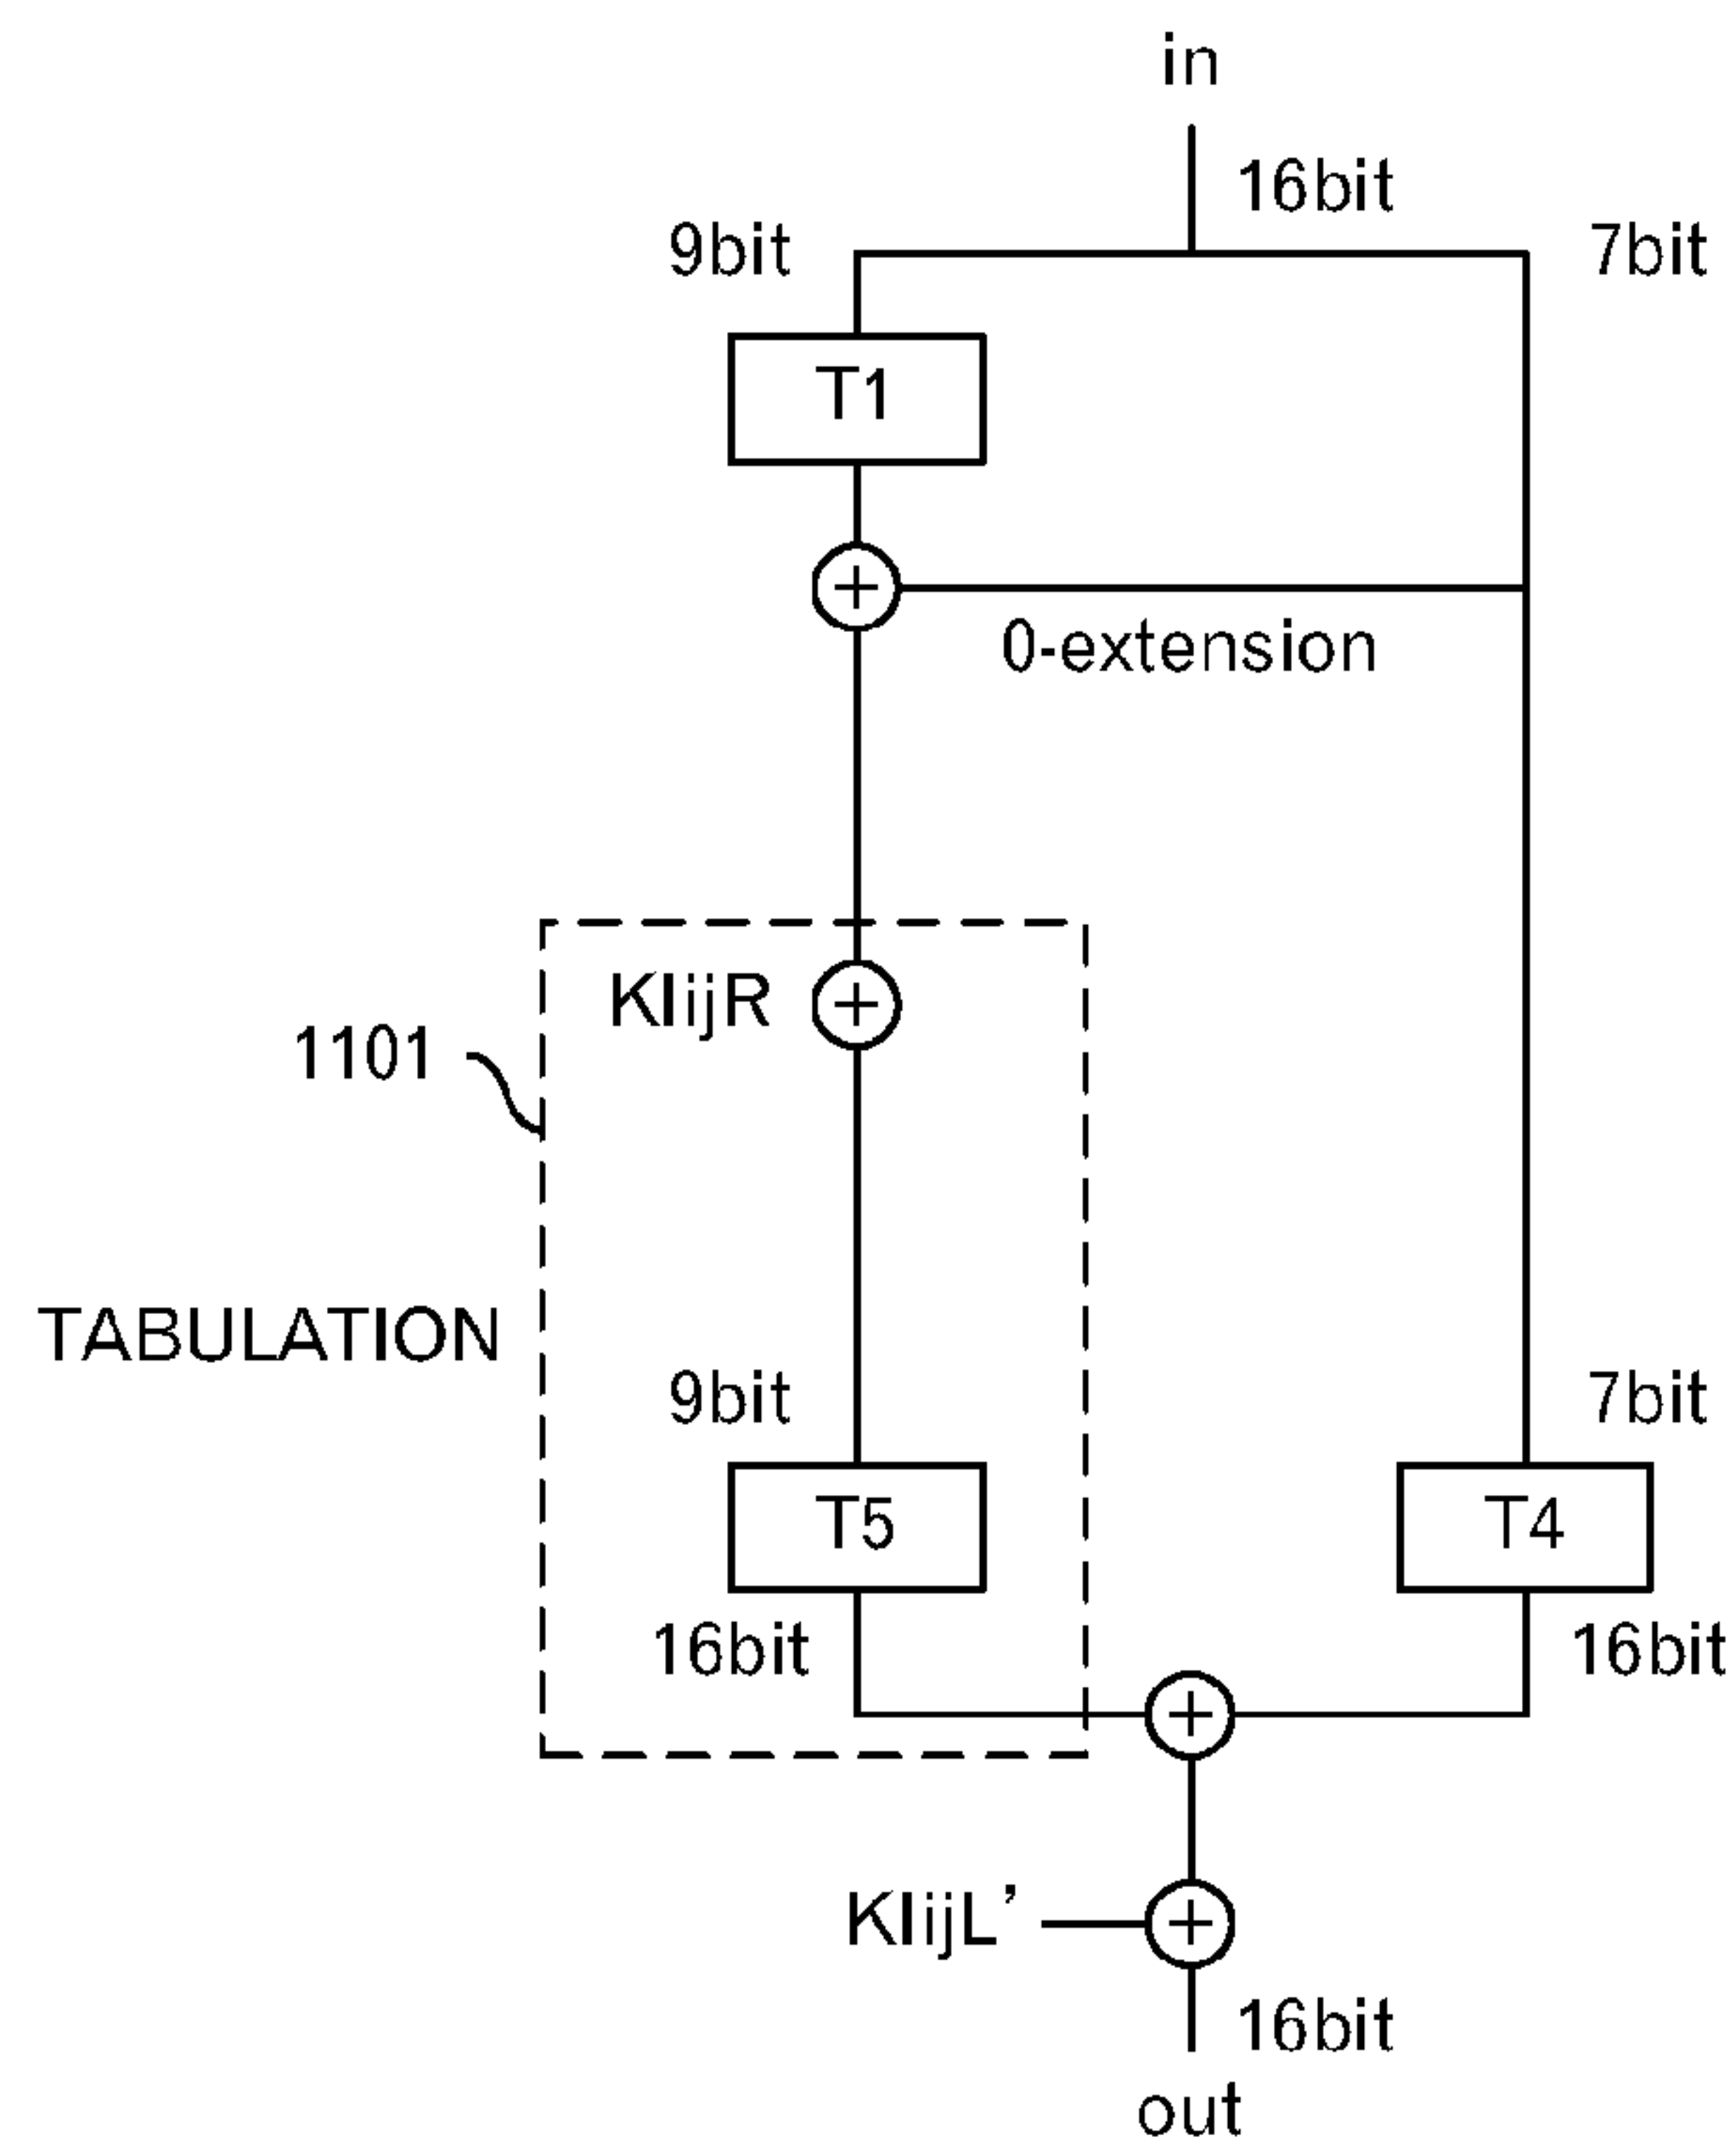 in
16bit
9bit
7bit
T1
0-extension
KIijR
1101
TABULATION
9bit
7bit
T5
T4
16bit
16bit
KIijL’
16bit
out